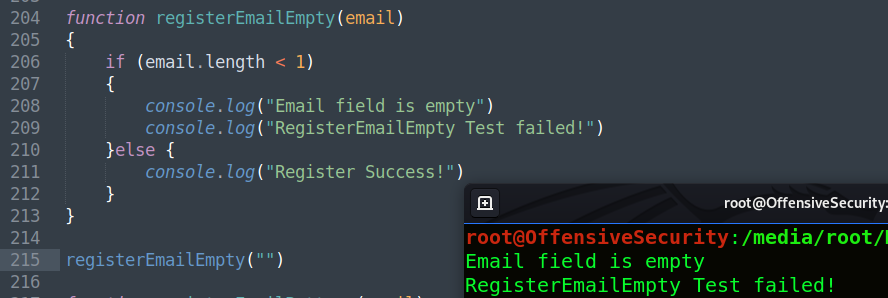 204 function registerEmailEmpty(email)
205 {
206     if (email.length < 1)
207     {
208         console.log("Email field is empty")
209         console.log("RegisterEmailEmpty Test failed!")
210     }else {
211         console.log("Register Success!")
212     }
213 }
214
215 registerEmailEmpty("")
216
root@OffensiveSecurity:
root@OffensiveSecurity:/media/root/
Email field is empty
RegisterEmailEmpty Test failed!